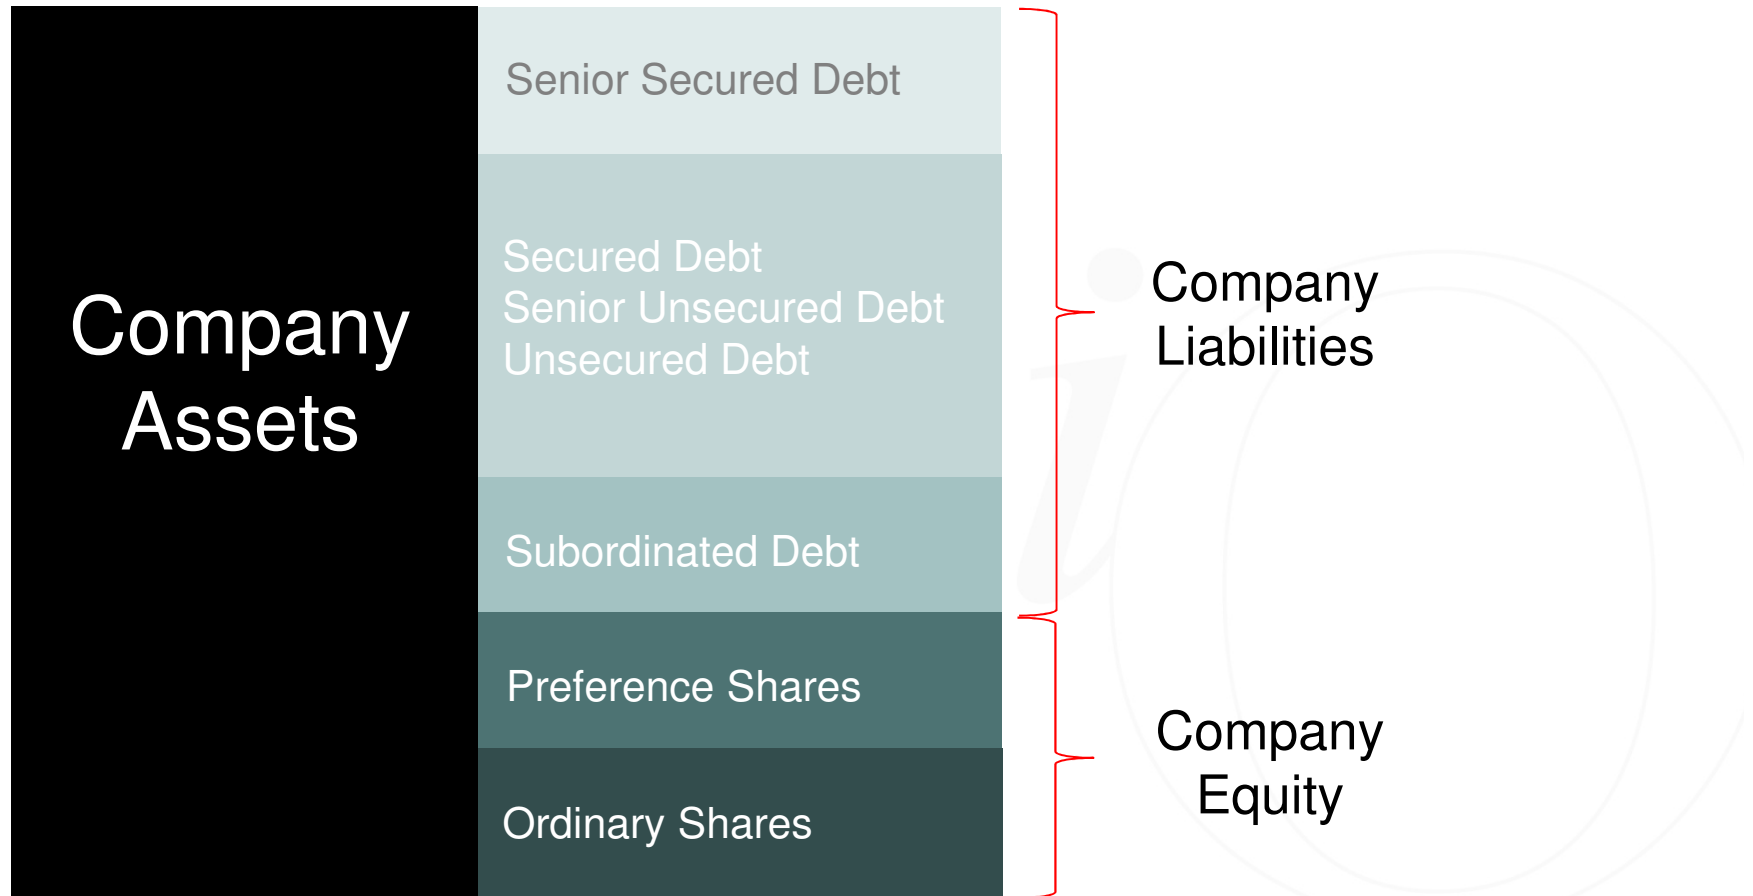 Company
Assets
Senior Secured Debt
Secured Debt
Senior Unsecured Debt
Unsecured Debt
Subordinated Debt
Preference Shares
Ordinary Shares
Company
Liabilities
Company
Equity
iO